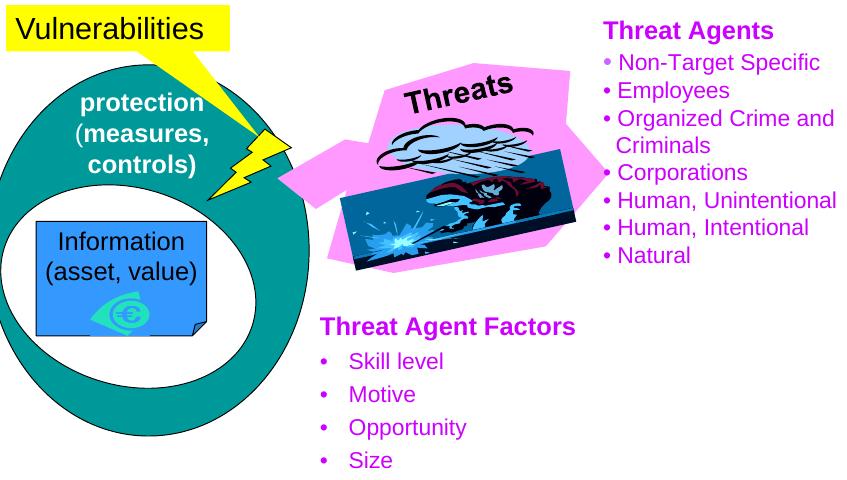 Vulnerabilities
protection
(measures,
controls)
Information
(asset, value)
€
Threats
Threat Agents
• Non-Target Specific
• Employees
• Organized Crime and
Criminals
• Corporations
• Human, Unintentional
• Human, Intentional
• Natural
Threat Agent Factors
• Skill level
• Motive
• Opportunity
• Size